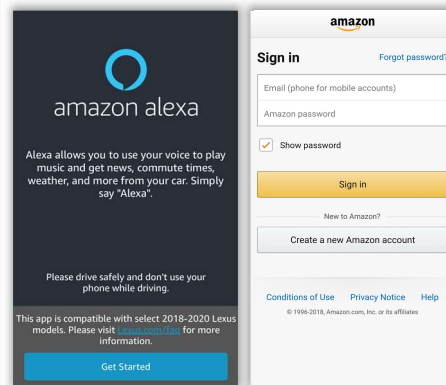 amazon alexa
Alexa allows you to use your voice to play
music and get news, commute times,
weather, and more from your car. Simply
say "Alexa".
Please drive safely and don't use your
phone while driving.
This app is compatible with select 2018-2020 Lexus
models. Please visit Lexus.com/faq for more
information.
Get Started
amazon
Sign in
Forgot password?
Email (phone for mobile accounts)
Amazon password
Show password
Sign in
New to Amazon?
Create a new Amazon account
Conditions of Use Privacy Notice Help
© 1996-2018, Amazon.com, Inc. or its affiliates